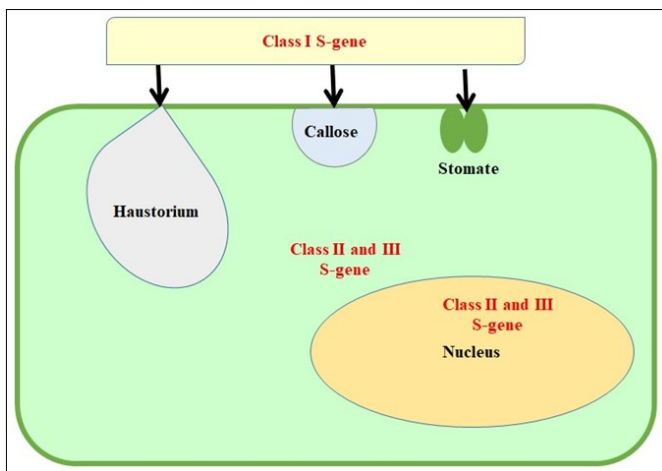 Class I S-gene
Callose
Stomate
Haustorium
Class II and III
S-gene
Class II and III
S-gene
Nucleus